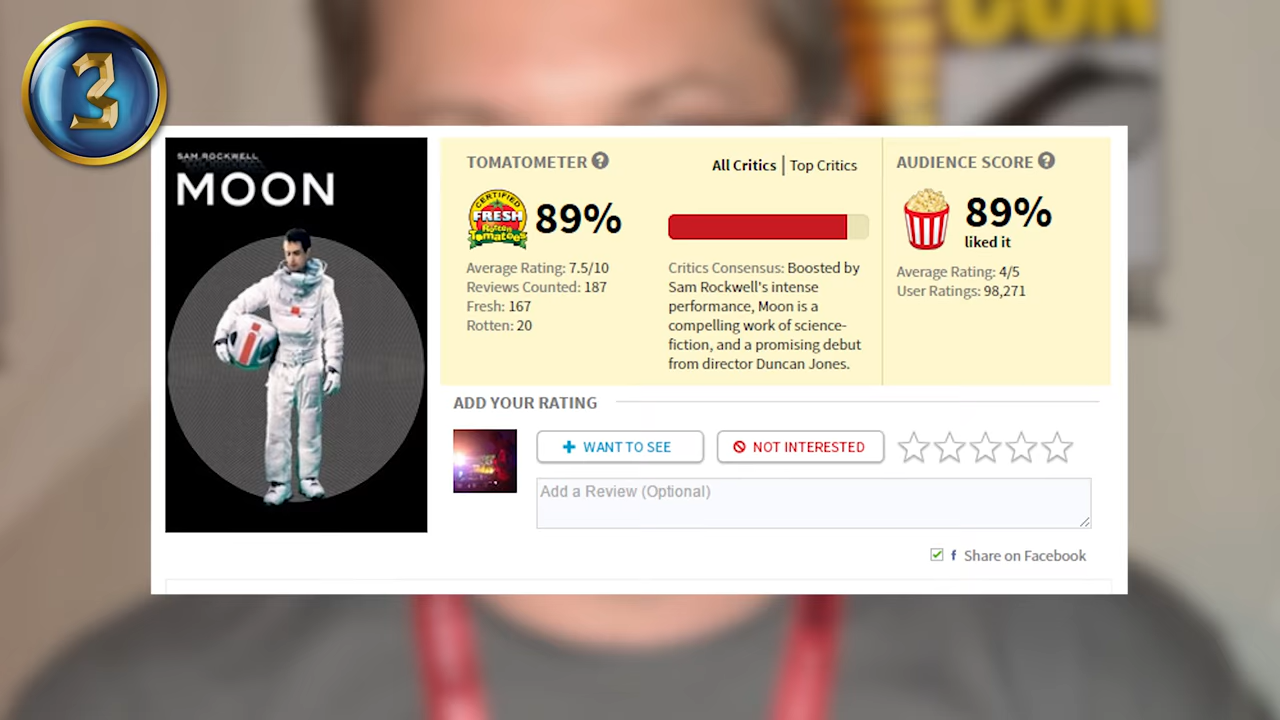 CON
3
SAM ROCKWELL
MOON
TOMATOMETER ?
All Critics | Top Critics
CERTIFIED
FRESH
Rotten
Tomatoes
89%
Average Rating: 7.5/10
Reviews Counted: 187
Fresh: 167
Rotten: 20
Critics Consensus: Boosted by
Sam Rockwell's intense
performance, Moon is a
compelling work of science-
fiction, and a promising debut
from director Duncan Jones.
AUDIENCE SCORE ?
89%
liked it
Average Rating: 4/5
User Ratings: 98,271
ADD YOUR RATING
+ WANT TO SEE
NOT INTERESTED
Add a Review (Optional)
f Share on Facebook